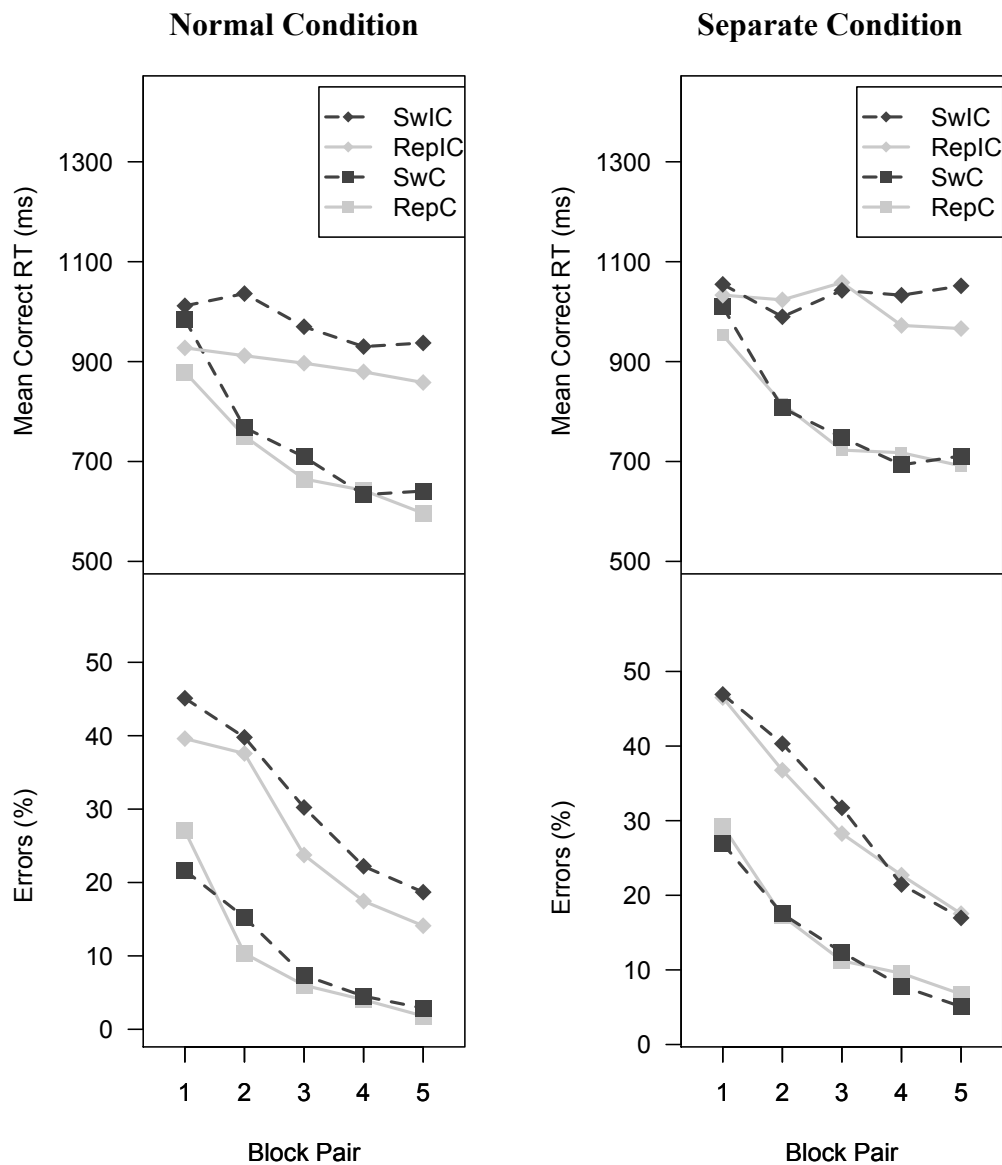 Normal Condition
SwIC
RepIC
SwC
RepC
1300
1100
900
700
500
Mean Correct RT (ms)
50
40
30
20
10
0
Errors (%)
1 2 3 4 5
Block Pair
Separate Condition
SwIC
RepIC
SwC
RepC
1300
1100
900
700
500
Mean Correct RT (ms)
50
40
30
20
10
0
Errors (%)
1 2 3 4 5
Block Pair